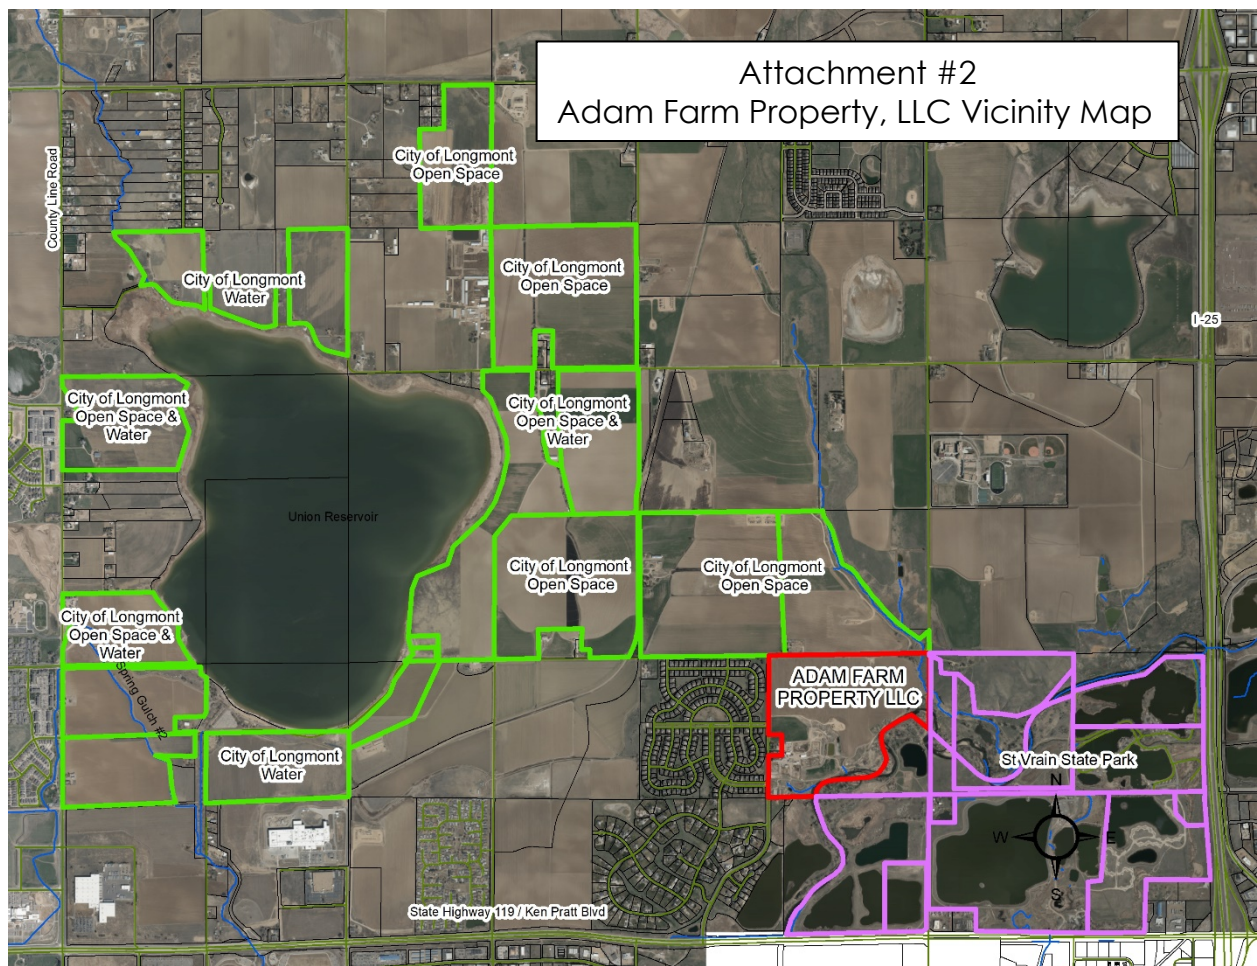 Attachment #2
Adam Farm Property, LLC Vicinity Map
County Line Road
City of Longmont
Open Space
City of Longmont
Water
City of Longmont
Open Space
I -25
City of Longmont
Open Space &
Water
City of Longmont
Open Space &
Water
Union Reservoir
City of Longmont
Open Space
City of Longmont
Open Space
City of Longmont
Open Space &
Water
Spring Gulch #2
ADAM FARM
PROPERTY LLC
City of Longmont
Water
St Vrain State Park
N
W
E
S
State Highway 119 / Ken Pratt Blvd